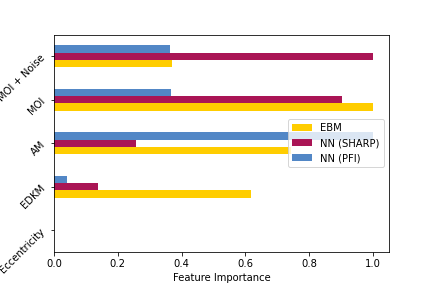 MOI + Noise
MOI
AM
EDKM
Eccentricity
EBM
NN (SHARP)
NN (PFI)
0.0 0.2 0.4 0.6 0.8 1.0
Feature Importance